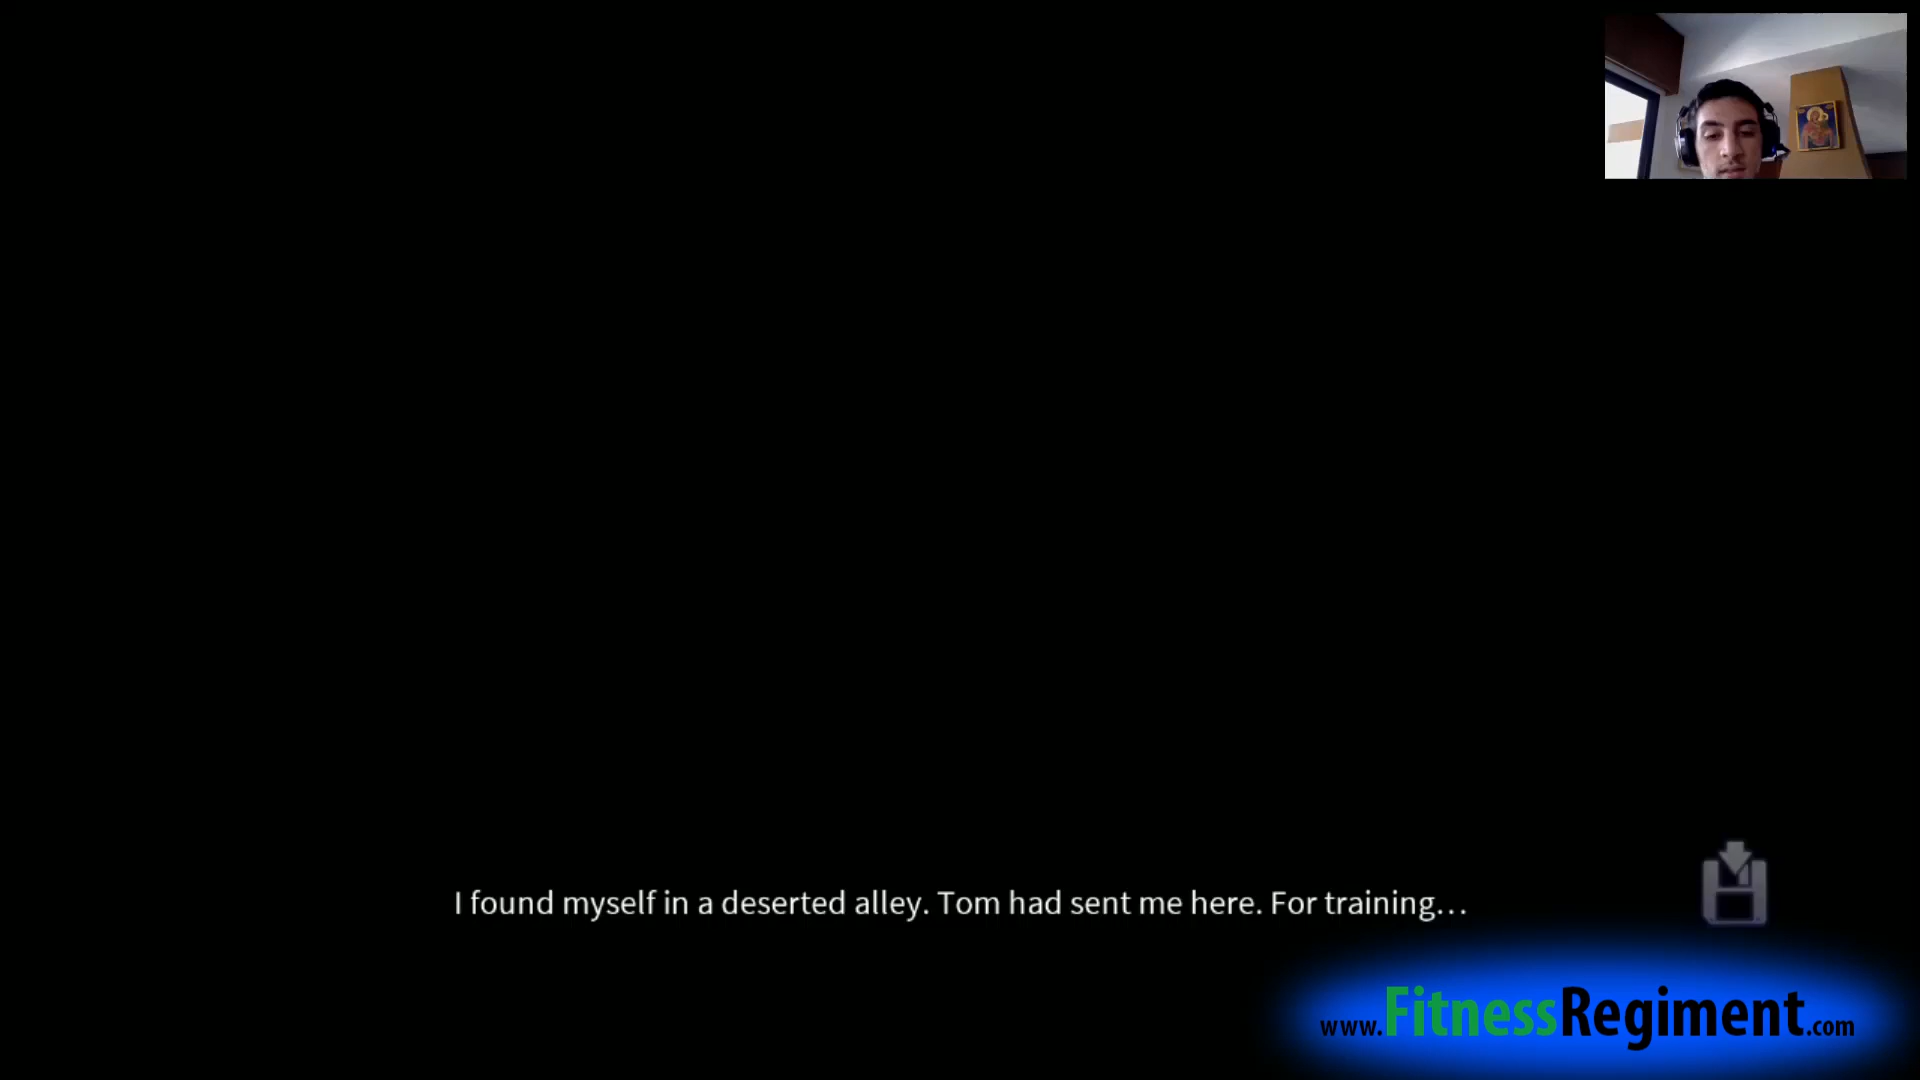 I found myself in a deserted alley. Tom had sent me here. For training…
www.FitnessRegiment.com